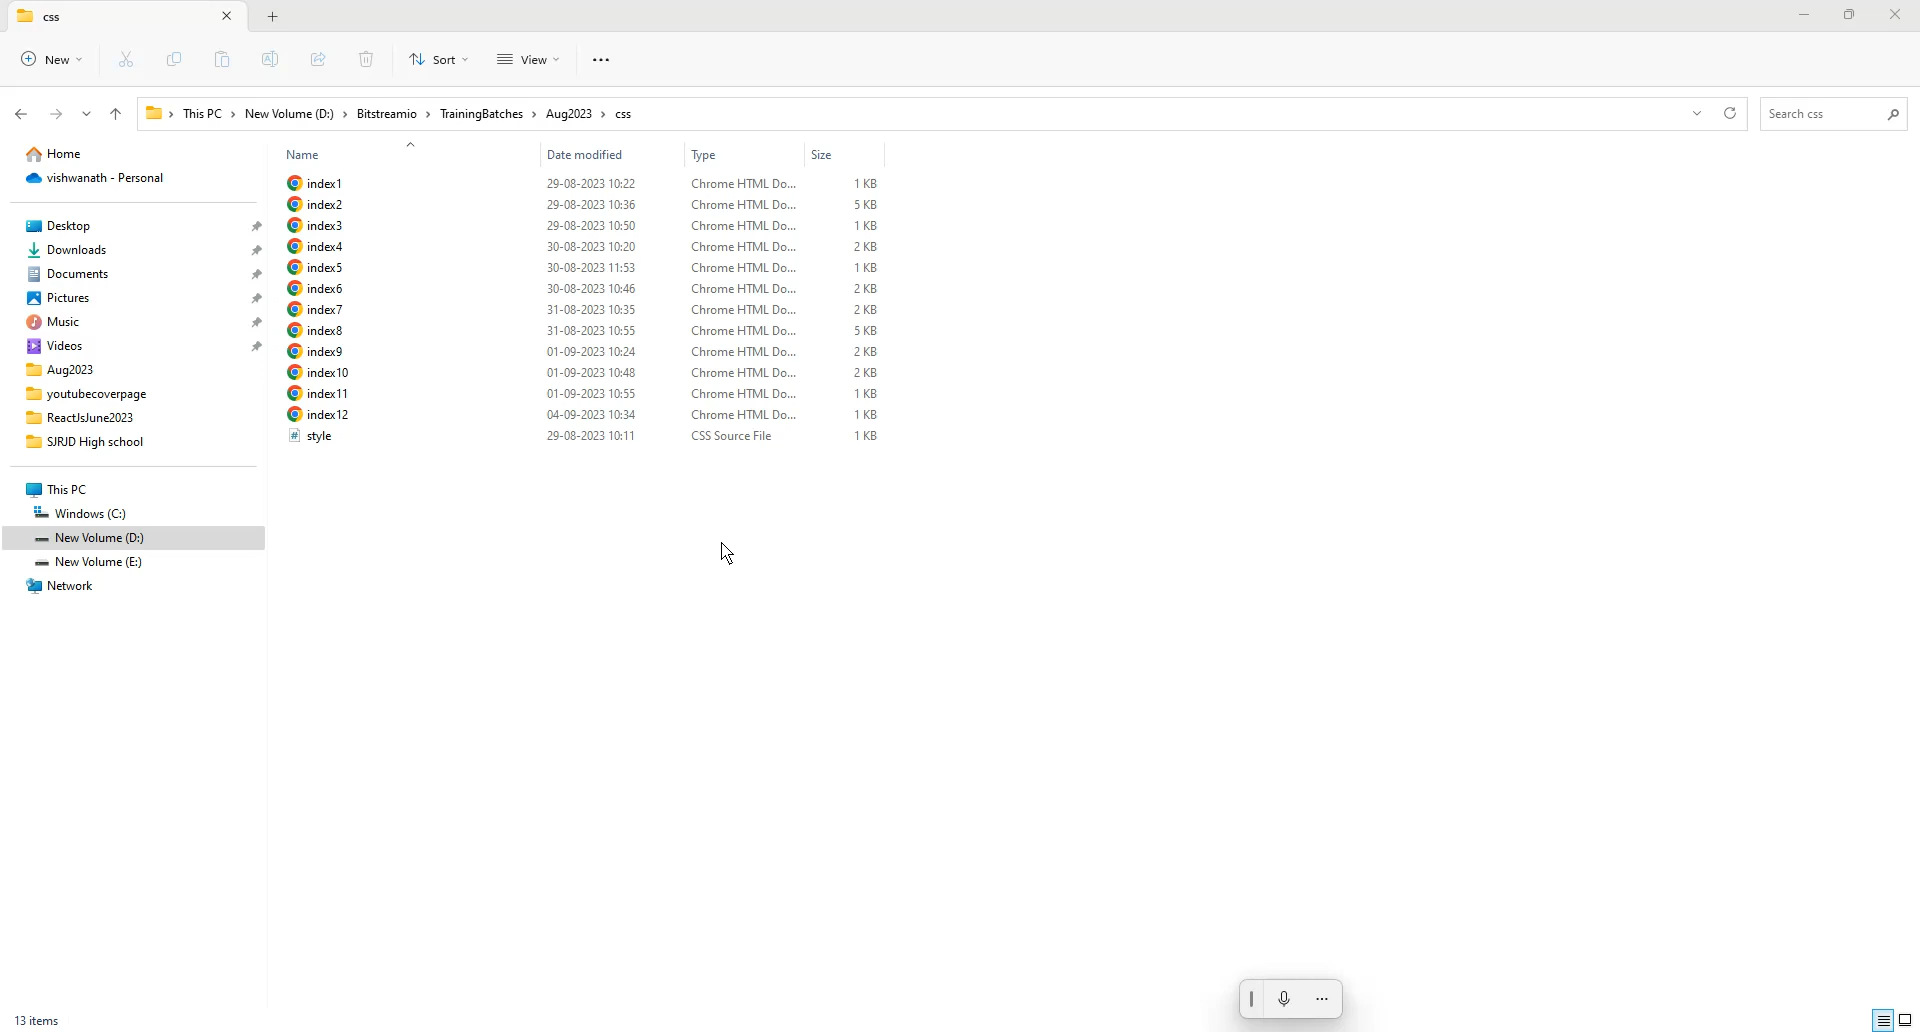 css
New Sort View
This PC New Volume (D:) Bitstreamio TrainingBatches Aug2023 css Search css
Home
vishwanath - Personal
Desktop
Downloads
Documents
Pictures
Music
Videos
Aug2023
youtubecoverpage
ReactJsJune2023
SJRJD High school
This PC
Windows (C:)
New Volume (D:)
New Volume (E:)
Network
Name Date modified Type Size
index1 29-08-2023 10:22 Chrome HTML Do... 1 KB
index2 29-08-2023 10:36 Chrome HTML Do... 5 KB
index3 29-08-2023 10:50 Chrome HTML Do... 1 KB
index4 30-08-2023 10:20 Chrome HTML Do... 2 KB
index5 30-08-2023 11:53 Chrome HTML Do... 1 KB
index6 30-08-2023 10:46 Chrome HTML Do... 2 KB
index7 31-08-2023 10:35 Chrome HTML Do... 2 KB
index8 31-08-2023 10:55 Chrome HTML Do... 5 KB
index9 01-09-2023 10:24 Chrome HTML Do... 2 KB
index10 01-09-2023 10:48 Chrome HTML Do... 2 KB
index11 01-09-2023 10:55 Chrome HTML Do... 1 KB
index12 04-09-2023 10:34 Chrome HTML Do... 1 KB
style 29-08-2023 10:11 CSS Source File 1 KB
13 items